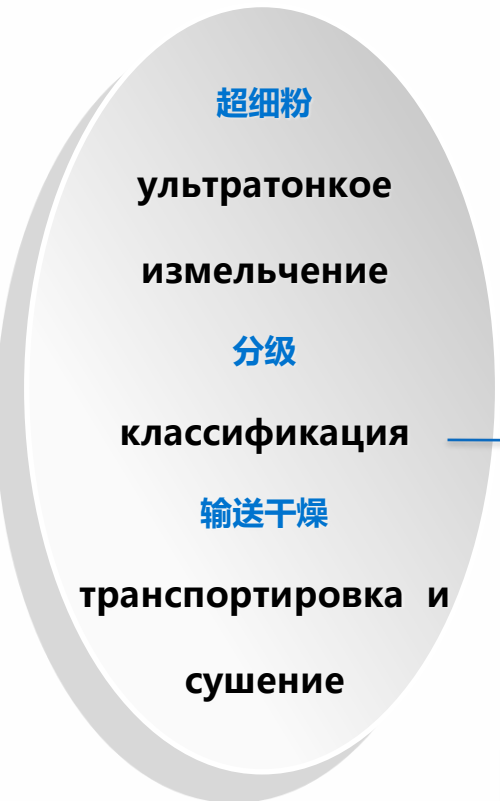 超细粉
ультратонкое
измельчение
分级
классификация
输送干燥
транспортировка и
сушение